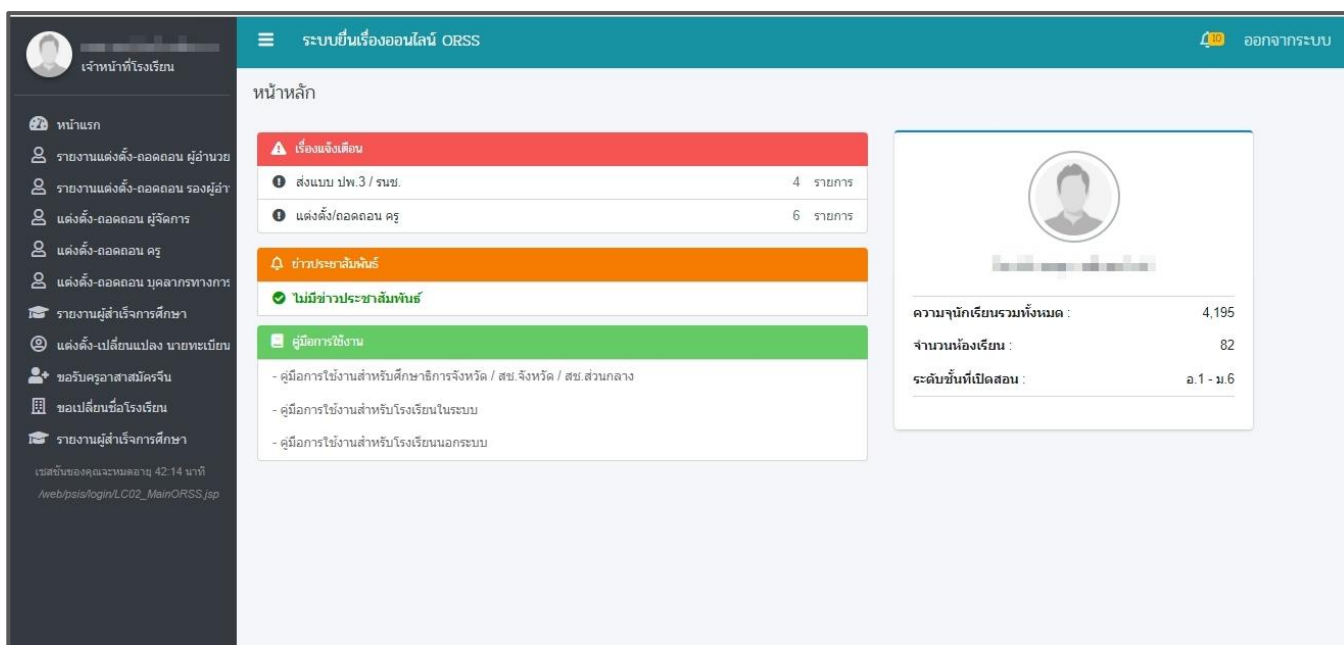 เจ้าหน้าที่โรงเรียน
หน้าแรก
รายงานแต่งตั้ง-ถอดถอน ผู้อำนวย
รายงานแต่งตั้ง-ถอดถอน รองผู้อำ
แต่งตั้ง-ถอดถอน ผู้จัดการ
แต่งตั้ง-ถอดถอน ครู
แต่งตั้ง-ถอดถอน บุคลากรทางการ
รายงานผู้สำเร็จการศึกษา
แต่งตั้ง-เปลี่ยนแปลง นายทะเบียน
ขอรับครูอาสาสมัครจีน
ขอเปลี่ยนชื่อโรงเรียน
รายงานผู้สำเร็จการศึกษา
เซสชันของคุณจะหมดอายุ 42:14 นาที
/web/psis/login/LC02_MainORSS.jsp
ระบบยื่นเรื่องออนไลน์ ORSS
10 ออกจากระบบ
หน้าหลัก
เรื่องแจ้งเตือน
ส่งแบบ ปพ.3 / รนช. 4 รายการ
แต่งตั้ง/ถอดถอน ครู 6 รายการ
ข่าวประชาสัมพันธ์
ไม่มีข่าวประชาสัมพันธ์
คู่มือการใช้งาน
- คู่มือการใช้งานสำหรับศึกษาธิการจังหวัด / สช.จังหวัด / สช.ส่วนกลาง
- คู่มือการใช้งานสำหรับโรงเรียนในระบบ
- คู่มือการใช้งานสำหรับโรงเรียนนอกระบบ
ความจุนักเรียนรวมทั้งหมด : 4,195
จำนวนห้องเรียน : 82
ระดับชั้นที่เปิดสอน : อ.1 - ม.6